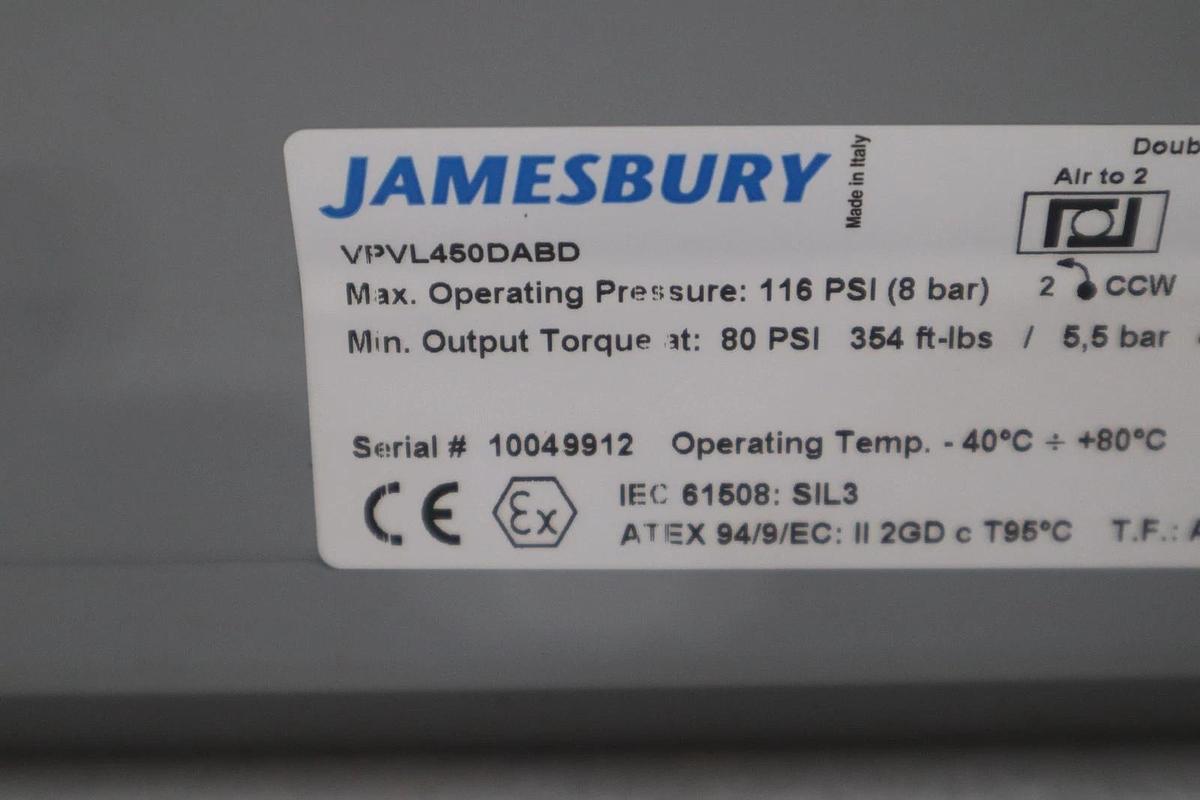 JAMESBURY
Made in Italy
Doub
Air to 2
VPVL450DABD
2 CCW
Max. Operating Pressure: 116 PSI (8 bar)
Min. Output Torque at: 80 PSI 354 ft-lbs / 5,5 bar
Serial # 10049912 Operating Temp. - 40°C ÷ +80°C
CE Ex
IEC 61508: SIL3
ATEX 94/9/EC: II 2GD c T95°C T.F.: A